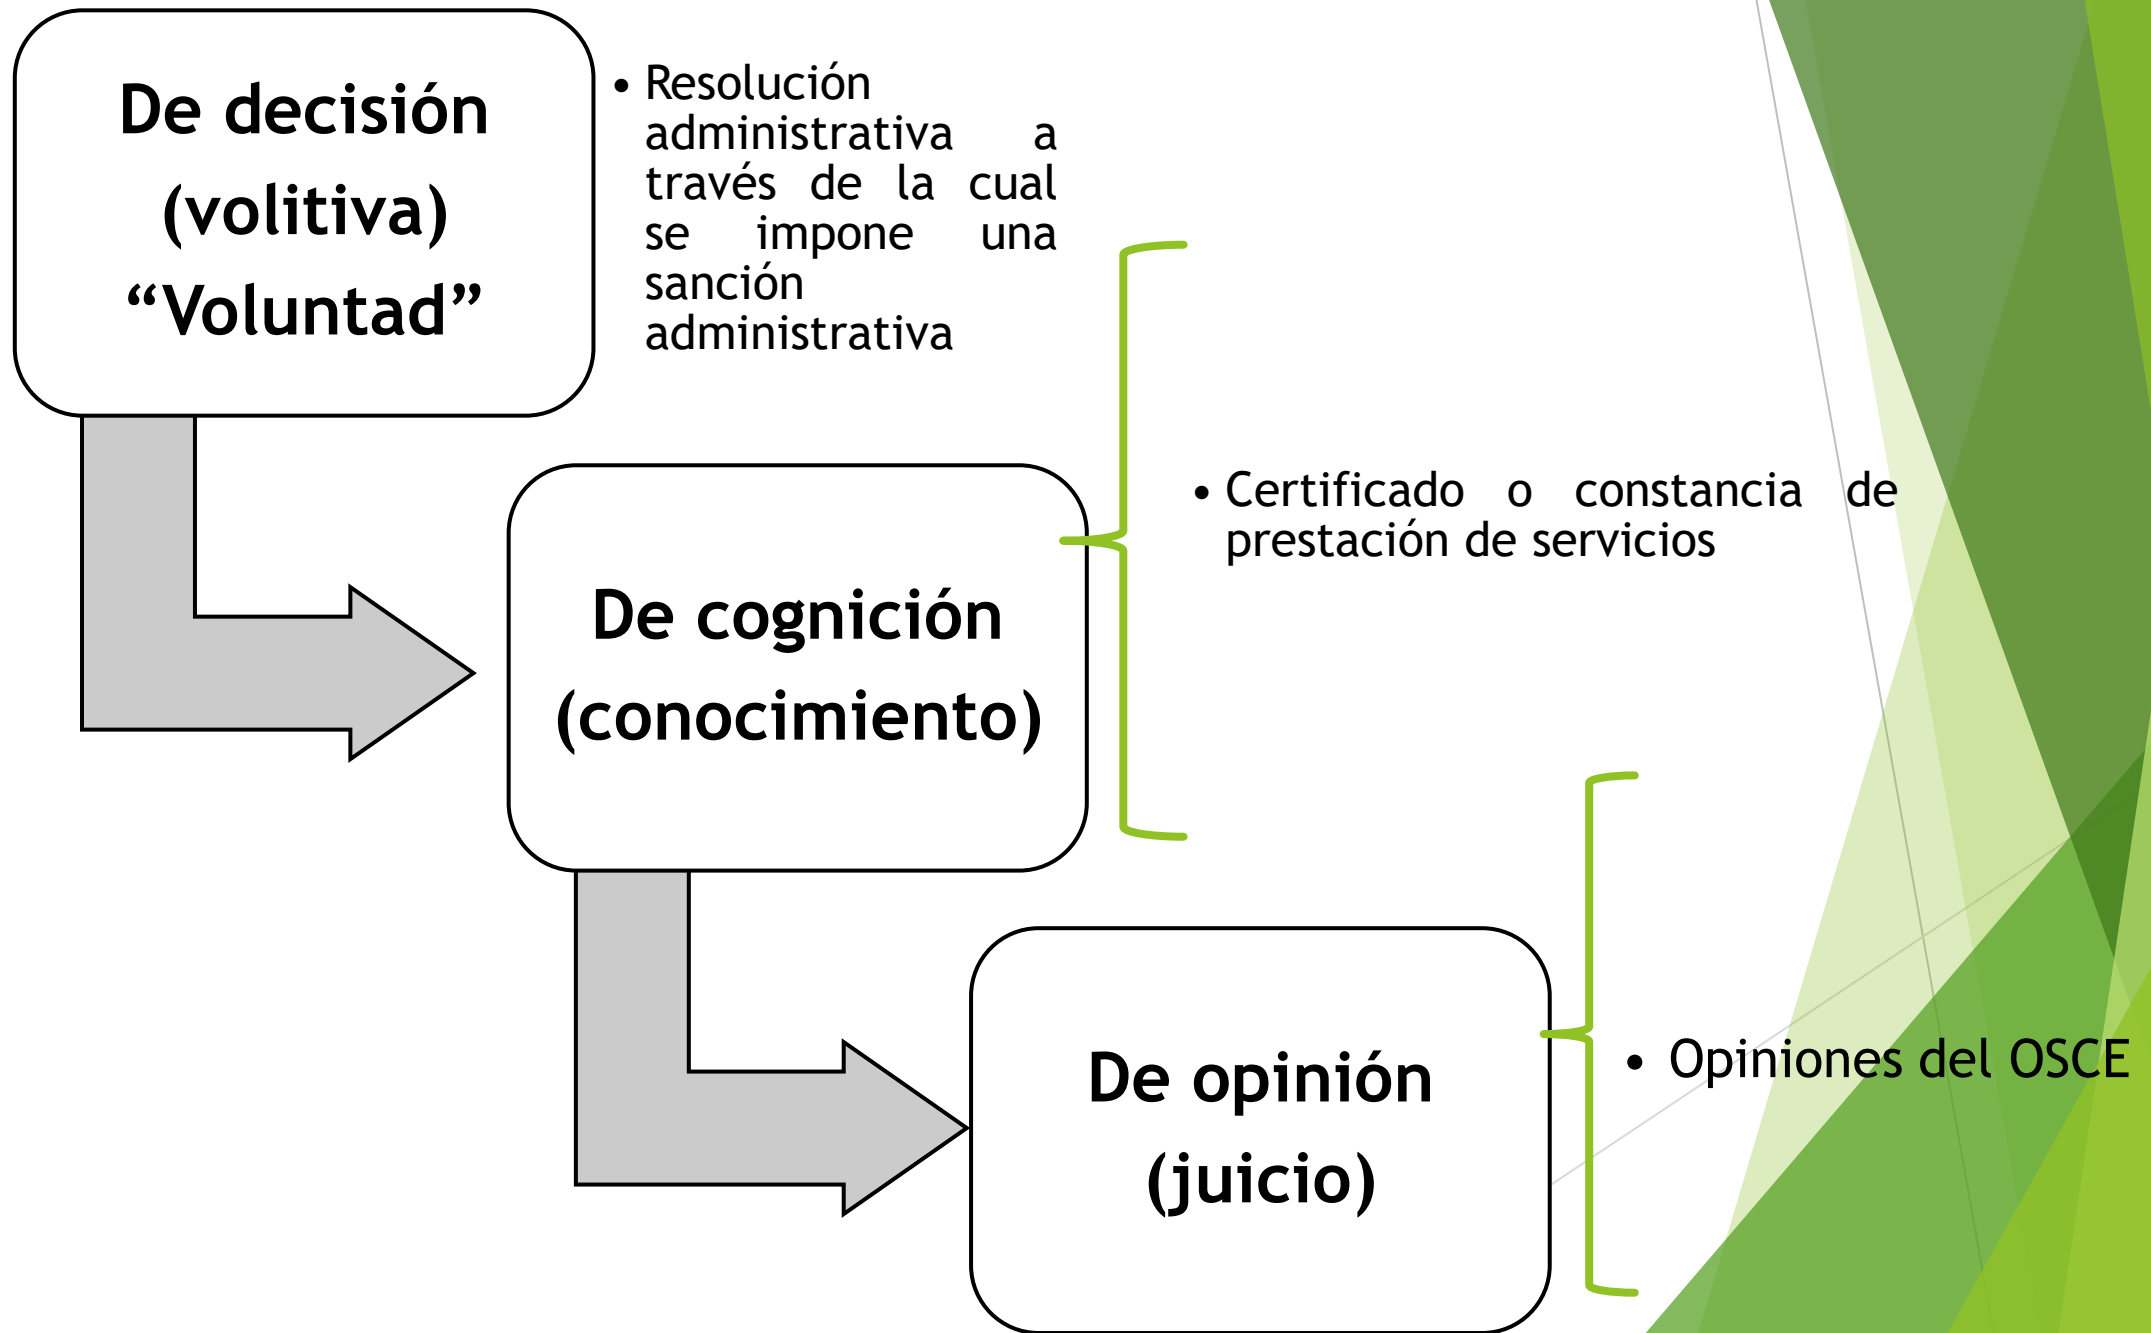 De decisión
(volitiva)
“Voluntad”
• Resolución
administrativa a
través de la cual
se impone una
sanción
administrativa
De cognición
(conocimiento)
• Certificado o constancia de
prestación de servicios
De opinión
(juicio)
• Opiniones del OSCE